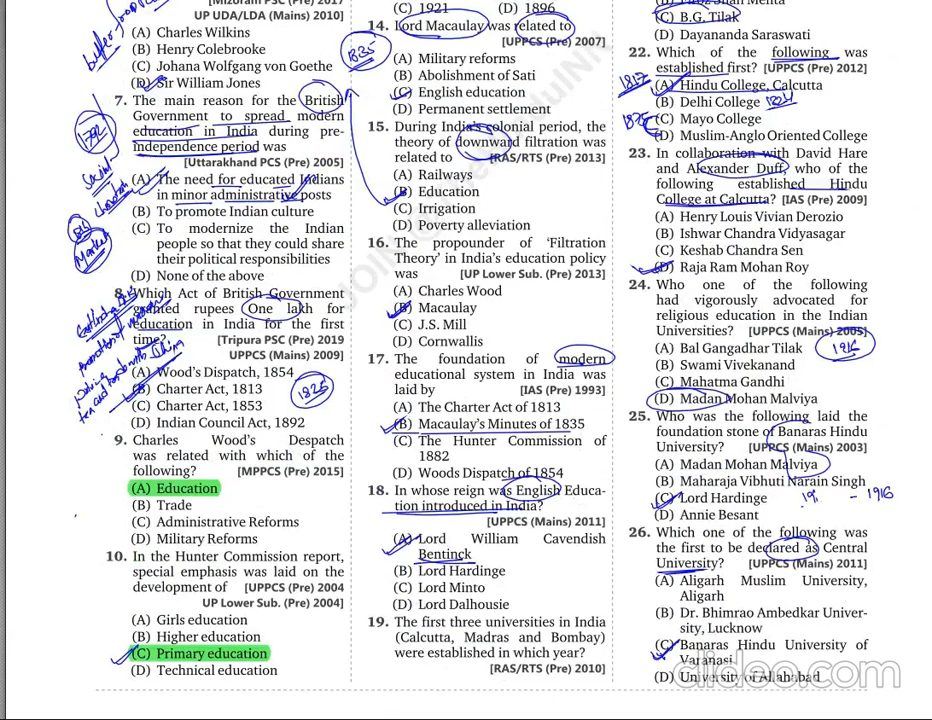 Mizoram PSC (Pre) 2017
UP UDA/LDA (Mains) 2010]
(A) Charles Wilkins
(B) Henry Colebrooke
(C) Johana Wolfgang von Goethe
(D) Sir William Jones
7. The main reason for the British
Government to spread modern
education in India during pre-
independence period was
[Uttarakhand PCS (Pre) 2005]
(A) The need for educated Indians
in minor administrative posts
(B) To promote Indian culture
(C) To modernize the Indian
people so that they could share
their political responsibilities
(D) None of the above
8. Which Act of British Government
granted rupees One lakh for
education in India for the first
time? [Tripura PSC (Pre) 2019
UPPCS (Mains) 2009]
(A) Wood's Dispatch, 1854
(B) Charter Act, 1813
(C) Charter Act, 1853
(D) Indian Council Act, 1892
1825
9. Charles Wood's Despatch
was related with which of the
following? [MPPCS (Pre) 2015]
(A) Education
(B) Trade
(C) Administrative Reforms
(D) Military Reforms
10. In the Hunter Commission report,
special emphasis was laid on the
development of [UPPCS (Pre) 2004
UP Lower Sub. (Pre) 2004]
(A) Girls education
(B) Higher education
(C) Primary education
(D) Technical education
(C) 1921 (D) 1896
14. Lord Macaulay was related to
[UPPCS (Pre) 2007]
1835
(A) Military reforms
(B) Abolishment of Sati
(C) English education
(D) Permanent settlement
15. During India's colonial period, the
theory of downward filtration was
related to [RAS/RTS (Pre) 2013]
(A) Railways
(B) Education
(C) Irrigation
(D) Poverty alleviation
16. The propounder of 'Filtration
Theory' in India's education policy
was [UP Lower Sub. (Pre) 2013]
(A) Charles Wood
(B) Macaulay
(C) J.S. Mill
(D) Cornwallis
17. The foundation of modern
educational system in India was
laid by [IAS (Pre) 1993]
(A) The Charter Act of 1813
(B) Macaulay's Minutes of 1835
(C) The Hunter Commission of
1882
(D) Woods Dispatch of 1854
18. In whose reign was English Educa-
tion introduced in India?
[UPPCS (Mains) 2011]
(A) Lord William Cavendish
Bentinck
(B) Lord Hardinge
(C) Lord Minto
(D) Lord Dalhousie
19. The first three universities in India
(Calcutta, Madras and Bombay)
were established in which year?
[RAS/RTS (Pre) 2010]
(B) Firoz Shah Mehta
(C) B.G. Tilak
(D) Dayananda Saraswati
22. Which of the following was
established first? [UPPCS (Pre) 2012]
1817 (A) Hindu College, Calcutta
(B) Delhi College 1824
1875 (C) Mayo College
(D) Muslim-Anglo Oriented College
23. In collaboration with David Hare
and Alexander Duff, who of the
following established Hindu
College at Calcutta? [IAS (Pre) 2009]
(A) Henry Louis Vivian Derozio
(B) Ishwar Chandra Vidyasagar
(C) Keshab Chandra Sen
(D) Raja Ram Mohan Roy
24. Who one of the following
had vigorously advocated for
religious education in the Indian
Universities? [UPPCS (Mains) 2005]
(A) Bal Gangadhar Tilak 1916
(B) Swami Vivekanand
(C) Mahatma Gandhi
(D) Madan Mohan Malviya
25. Who was the following laid the
foundation stone of Banaras Hindu
University? [UPRCS (Mains) 2003]
(A) Madan Mohan Malviya
(B) Maharaja Vibhuti Narain Singh
(C) Lord Hardinge - 1916
(D) Annie Besant
26. Which one of the following was
the first to be declared as Central
University? [UPPCS (Mains) 2011]
(A) Aligarh Muslim University,
Aligarh
(B) Dr. Bhimrao Ambedkar Univer-
sity, Lucknow
(C) Banaras Hindu University of
Varanasi
(D) University of Allahabad
clideo.com